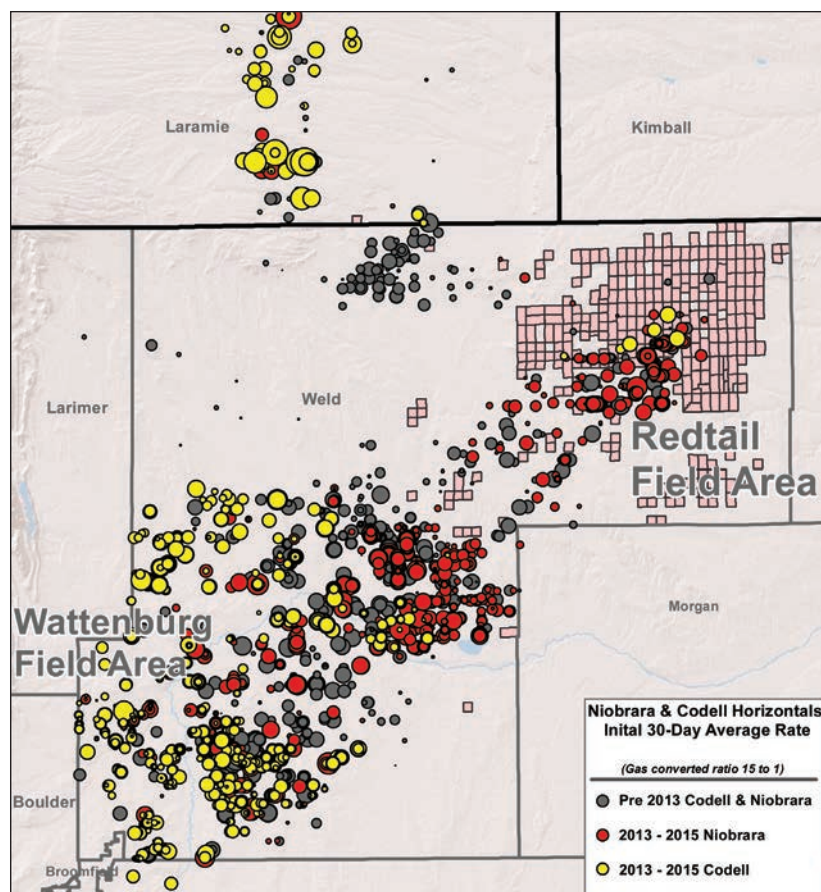 Laramie
Kimball
Larimer
Weld
Redtail
Field Area
Wattenburg
Field Area
Morgan
Boulder
Broomfield
Niobrara & Codell Horizontals
Inital 30-Day Average Rate
(Gas converted ratio 15 to 1)
Pre 2013 Codell & Niobrara
2013 - 2015 Niobrara
2013 - 2015 Codell